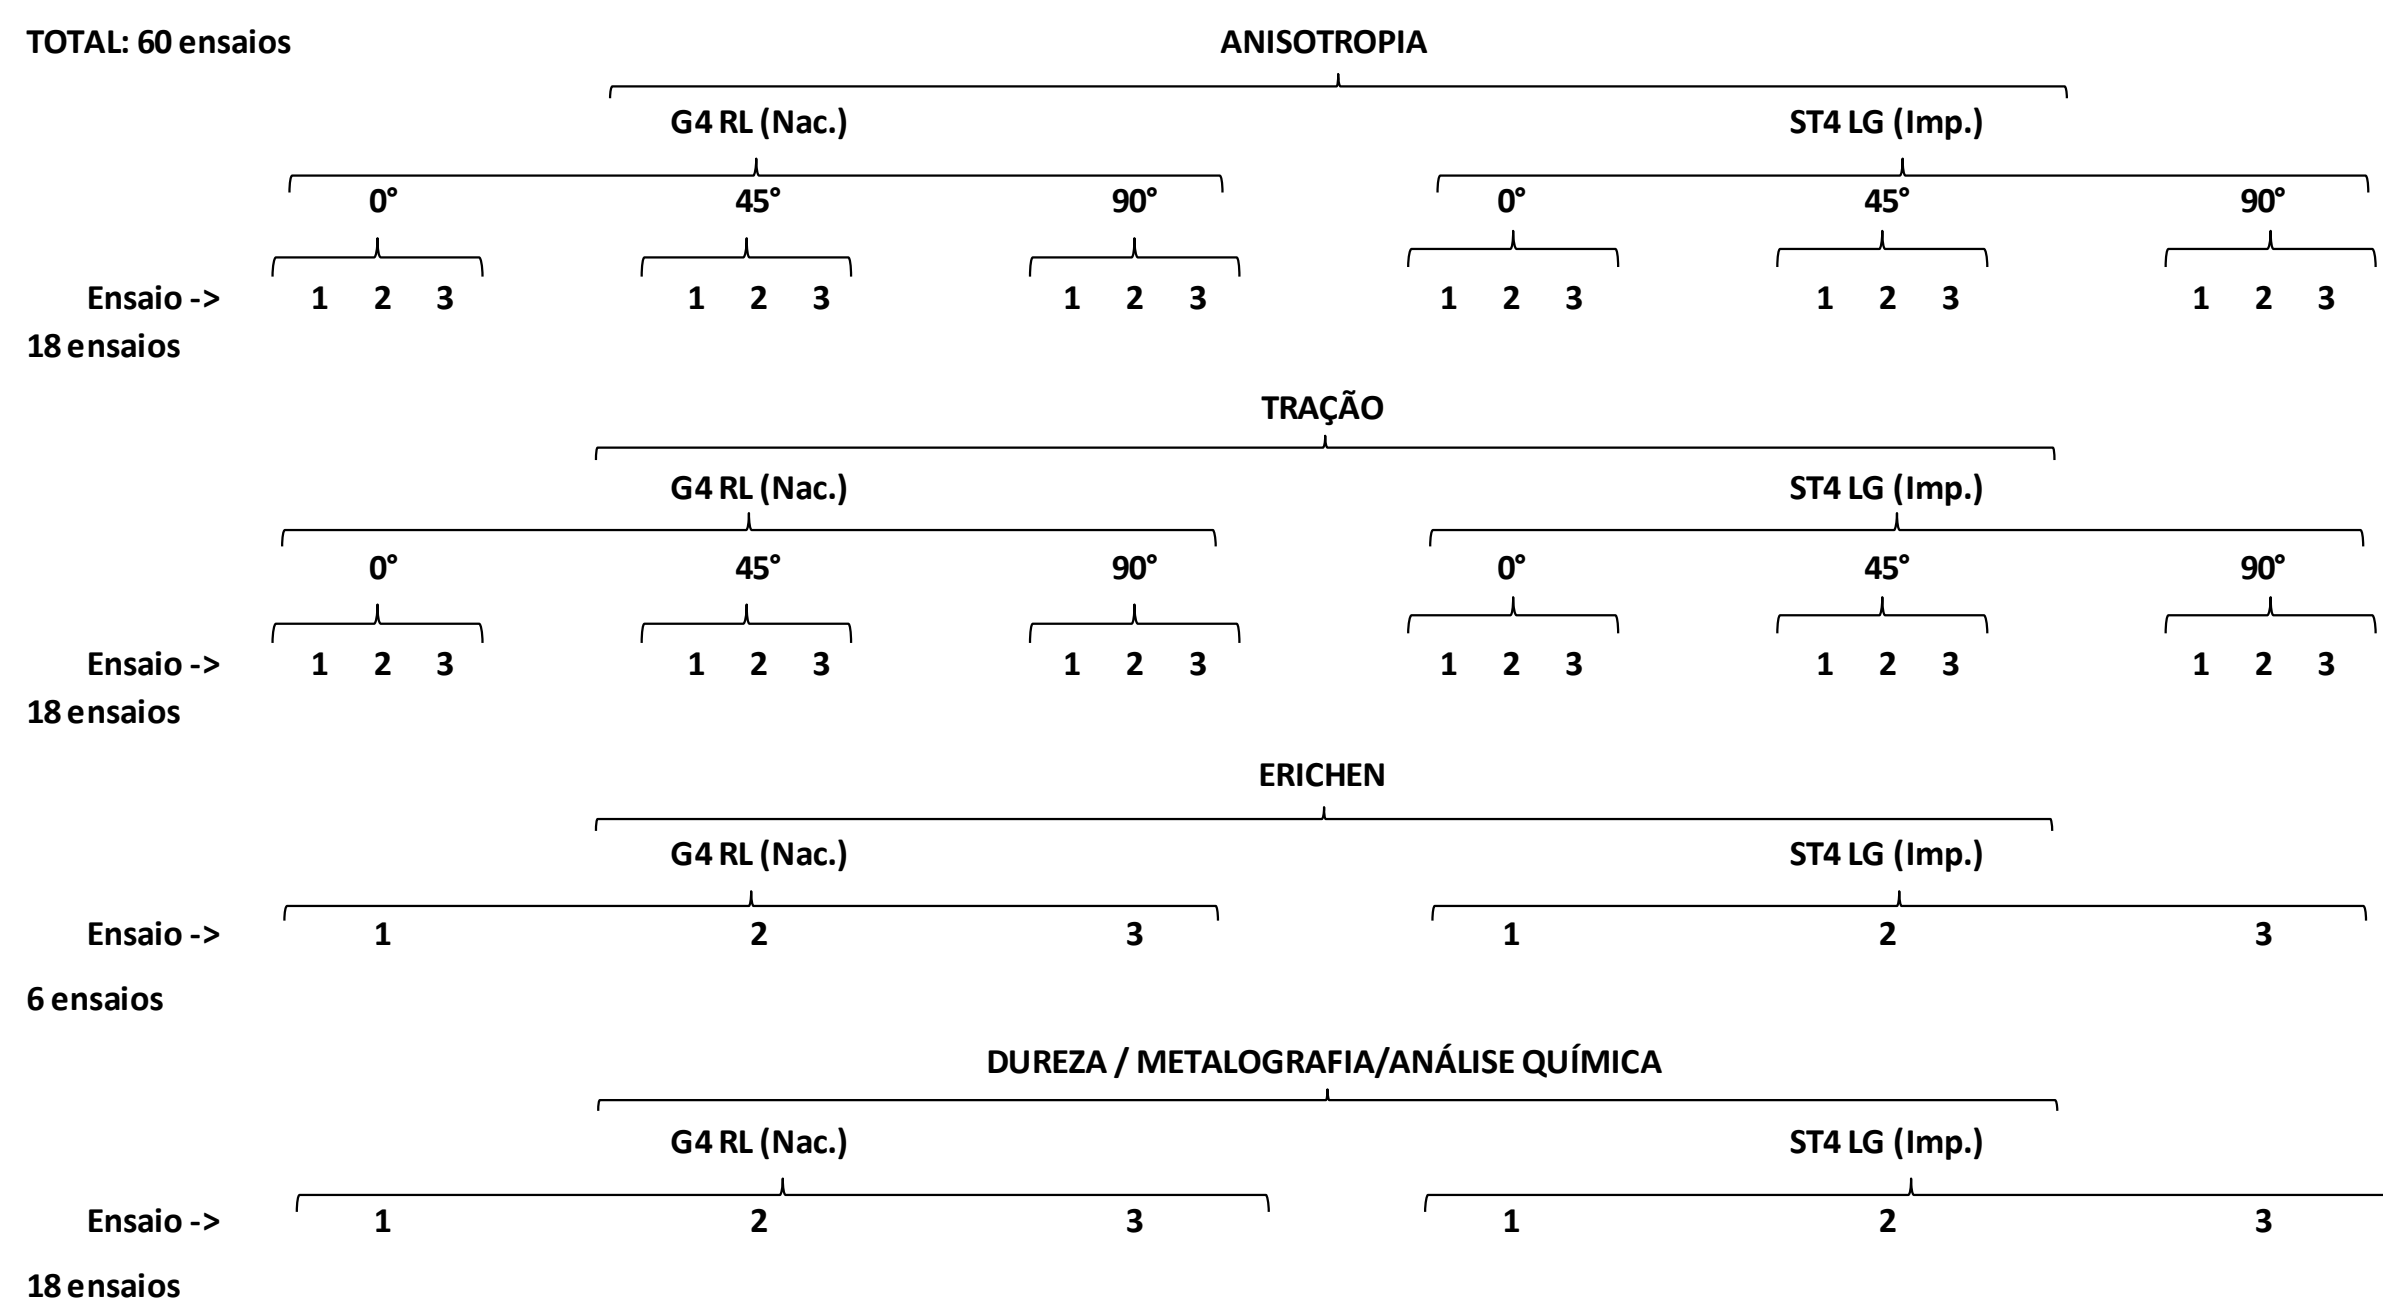 TOTAL: 60 ensaios
ANISOTROPIA
G4 RL (Nac.) ST4 LG (Imp.)
0° 45° 90° 0° 45° 90°
Ensaio -> 1 2 3 1 2 3 1 2 3 1 2 3 1 2 3 1 2 3
18 ensaios
TRAÇÃO
G4 RL (Nac.) ST4 LG (Imp.)
0° 45° 90° 0° 45° 90°
Ensaio -> 1 2 3 1 2 3 1 2 3 1 2 3 1 2 3 1 2 3
18 ensaios
ERICHEN
G4 RL (Nac.) ST4 LG (Imp.)
Ensaio -> 1 2 3 1 2 3
6 ensaios
DUREZA / METALOGRAFIA/ANÁLISE QUÍMICA
G4 RL (Nac.) ST4 LG (Imp.)
Ensaio -> 1 2 3 1 2 3
18 ensaios